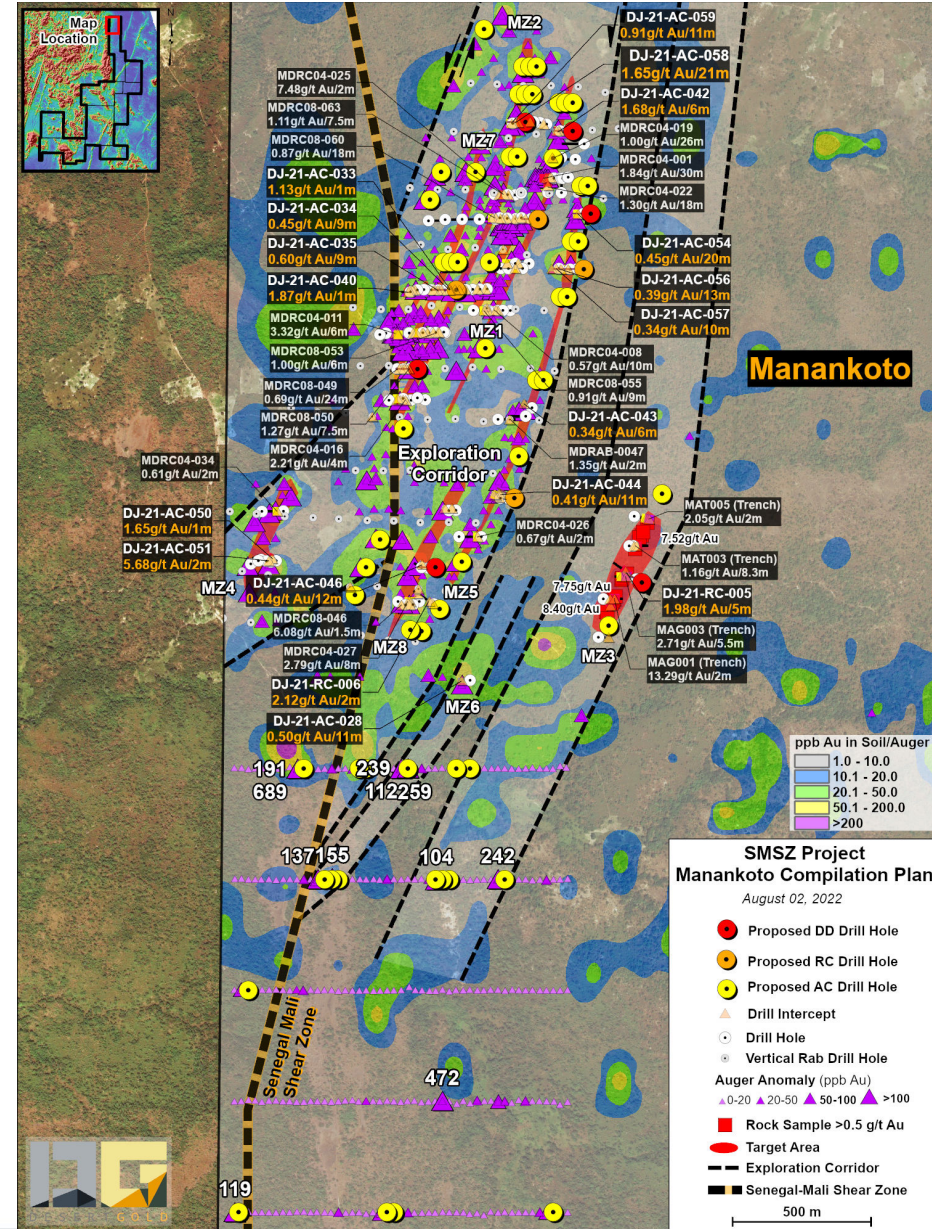 Map
Location
N
MZ2
DJ-21-AC-059
0.91g/t Au/11m
DJ-21-AC-058
1.65g/t Au/21m
DJ-21-AC-042
1.68g/t Au/6m
MDRC04-019
1.00g/t Au/26m
MDRC04-001
1.84g/t Au/30m
MDRC04-022
1.30g/t Au/18m
MDRC04-025
7.48g/t Au/2m
MDRC08-063
1.11g/t Au/7.5m
MDRC08-060
0.87g/t Au/18m
MZ7
DJ-21-AC-033
1.13g/t Au/1m
DJ-21-AC-034
0.45g/t Au/9m
DJ-21-AC-035
0.60g/t Au/9m
DJ-21-AC-040
1.87g/t Au/1m
MDRC04-011
3.32g/t Au/6m
MDRC08-053
1.00g/t Au/6m
MDRC08-049
0.69g/t Au/24m
MDRC08-050
1.27g/t Au/7.5m
MDRC04-016
2.21g/t Au/4m
DJ-21-AC-054
0.45g/t Au/20m
DJ-21-AC-056
0.39g/t Au/13m
DJ-21-AC-057
0.34g/t Au/10m
MZ1
MDRC04-008
0.57g/t Au/10m
MDRC08-055
0.91g/t Au/9m
DJ-21-AC-043
0.34g/t Au/6m
MDRAB-0047
1.35g/t Au/2m
Manankoto
Exploration
Corridor
MDRC04-034
0.61g/t Au/2m
DJ-21-AC-050
1.65g/t Au/1m
DJ-21-AC-051
5.68g/t Au/2m
MZ4
DJ-21-AC-044
0.41g/t Au/11m
MDRC04-026
0.67g/t Au/2m
MAT005 (Trench)
2.05g/t Au/2m
7.52g/t Au
MAT003 (Trench)
1.16g/t Au/8.3m
7.75g/t Au
DJ-21-RC-005
1.98g/t Au/5m
8.40g/t Au
MAG003 (Trench)
2.71g/t Au/5.5m
MZ3
MAG001 (Trench)
13.29g/t Au/2m
DJ-21-AC-046
0.44g/t Au/12m
MZ5
MDRC08-046
6.08g/t Au/1.5m
MZ8
MDRC04-027
2.79g/t Au/8m
DJ-21-RC-006
2.12g/t Au/2m
MZ6
DJ-21-AC-028
0.50g/t Au/11m
191
689
239
112
259
137
155
104
242
472
119
Senegal Mali
Shear Zone
ppb Au in Soil/Auger
1.0 - 10.0
10.1 - 20.0
20.1 - 50.0
50.1 - 200.0
>200
SMSZ Project
Manankoto Compilation Plan
August 02, 2022
Proposed DD Drill Hole
Proposed RC Drill Hole
Proposed AC Drill Hole
Drill Intercept
Drill Hole
Vertical Rab Drill Hole
Auger Anomaly (ppb Au)
0-20 20-50 50-100 >100
Rock Sample >0.5 g/t Au
Target Area
Exploration Corridor
Senegal-Mali Shear Zone
500 m
GOLD